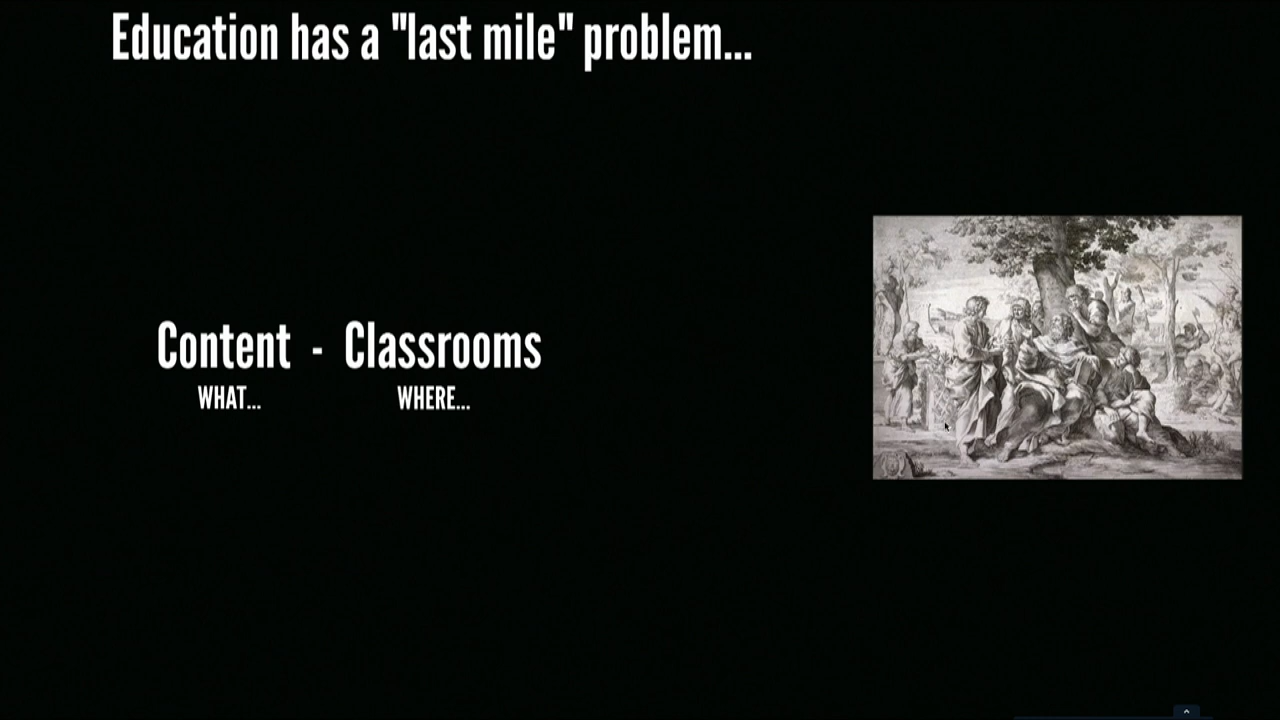 Education has a "last mile" problem...
Content - Classrooms
WHAT... WHERE...